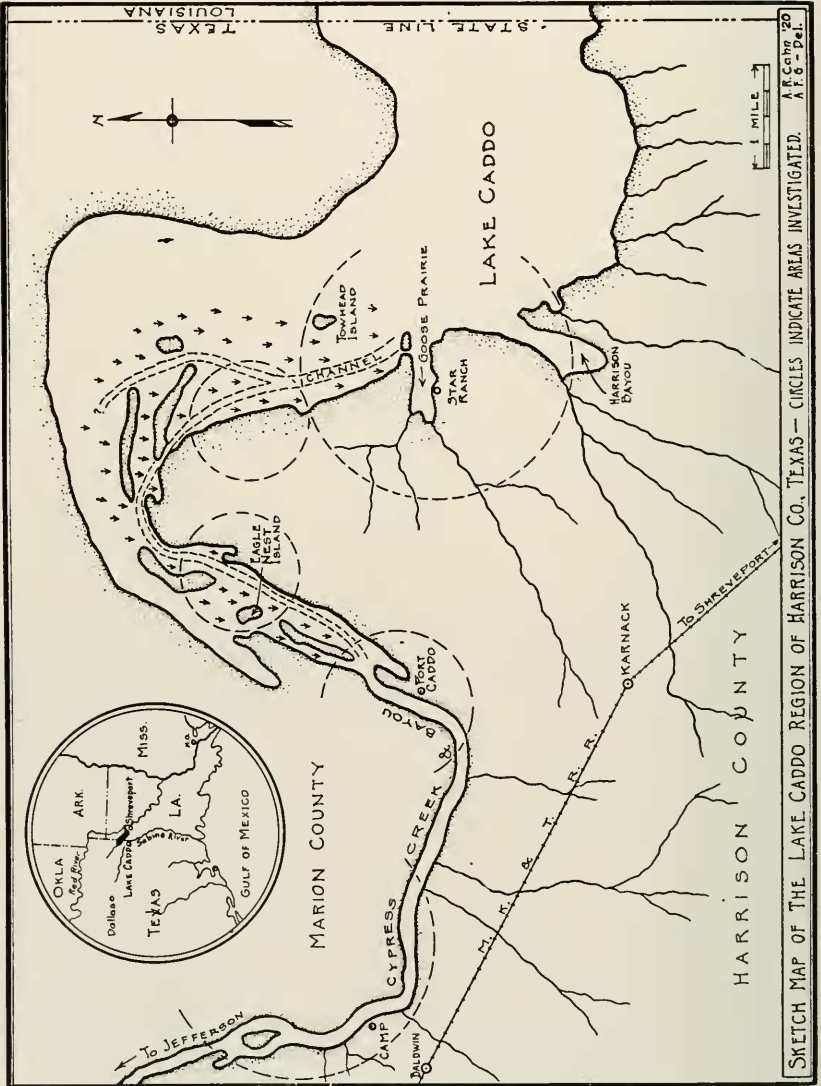 TEXAS
LOUISIANA
STATE LINE
N
1 MILE
LAKE CADDO
TOWHEAD
ISLAND
CHANNEL
GOOSE PRAIRIE
STAR
RANCH
HARRISON
BAYOU
?
EAGLE
NEST
ISLAND
PORT
CADDO
BAYOU
&
CREEK
CYPRESS
MARION COUNTY
KARNACK
TO SHREVEPORT
M. K. & T. R. R.
HARRISON COUNTY
TO JEFFERSON
CAMP
BALDWIN
OKLA
ARK.
MISS.
Red River
Dallas
LAKE CADDO
Shreveport
LA.
Sabine River
TEXAS
GULF OF MEXICO
SKETCH MAP OF THE LAKE CADDO REGION OF HARRISON CO., TEXAS — CIRCLES INDICATE AREAS INVESTIGATED.
A.R. Cahn '20
A F. G - Del.